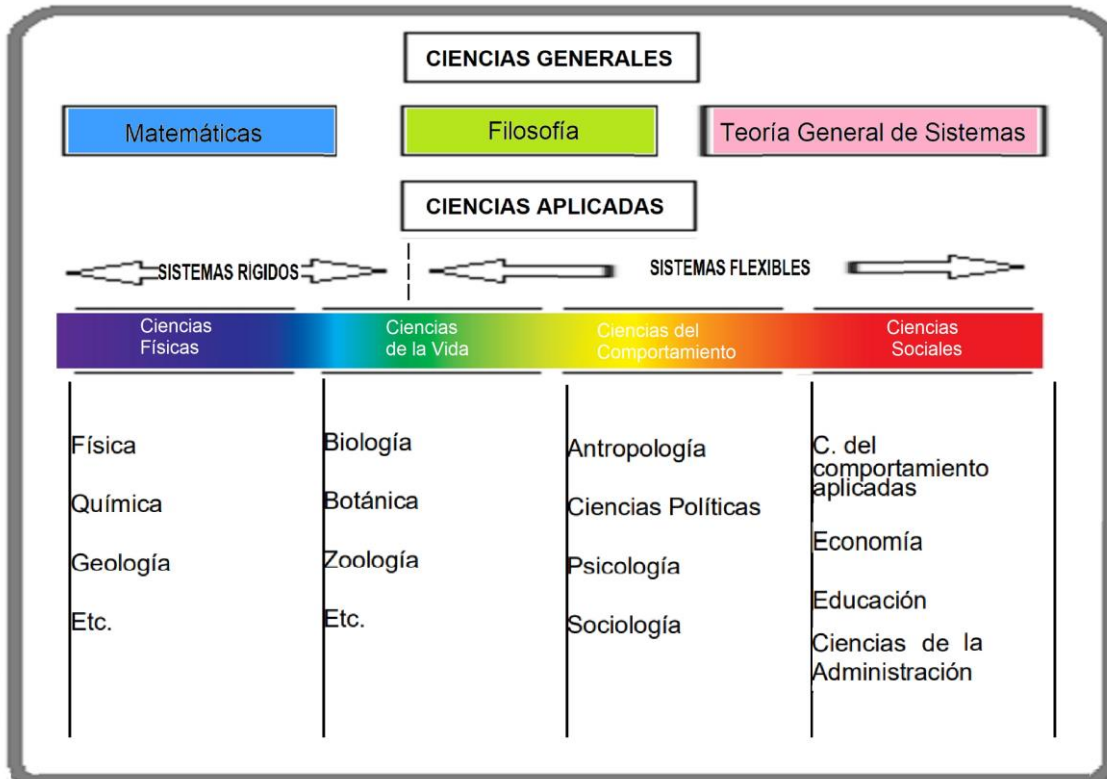 CIENCIAS GENERALES
Matemáticas
Filosofía
Teoría General de Sistemas
CIENCIAS APLICADAS
SISTEMAS RÍGIDOS
SISTEMAS FLEXIBLES
Ciencias
Físicas
Ciencias
de la Vida
Ciencias del
Comportamiento
Ciencias
Sociales
Física
Química
Geología
Etc.
Biología
Botánica
Zoología
Etc.
Antropología
Ciencias Políticas
Psicología
Sociología
C. del
comportamiento
aplicadas
Economía
Educación
Ciencias de la
Administración